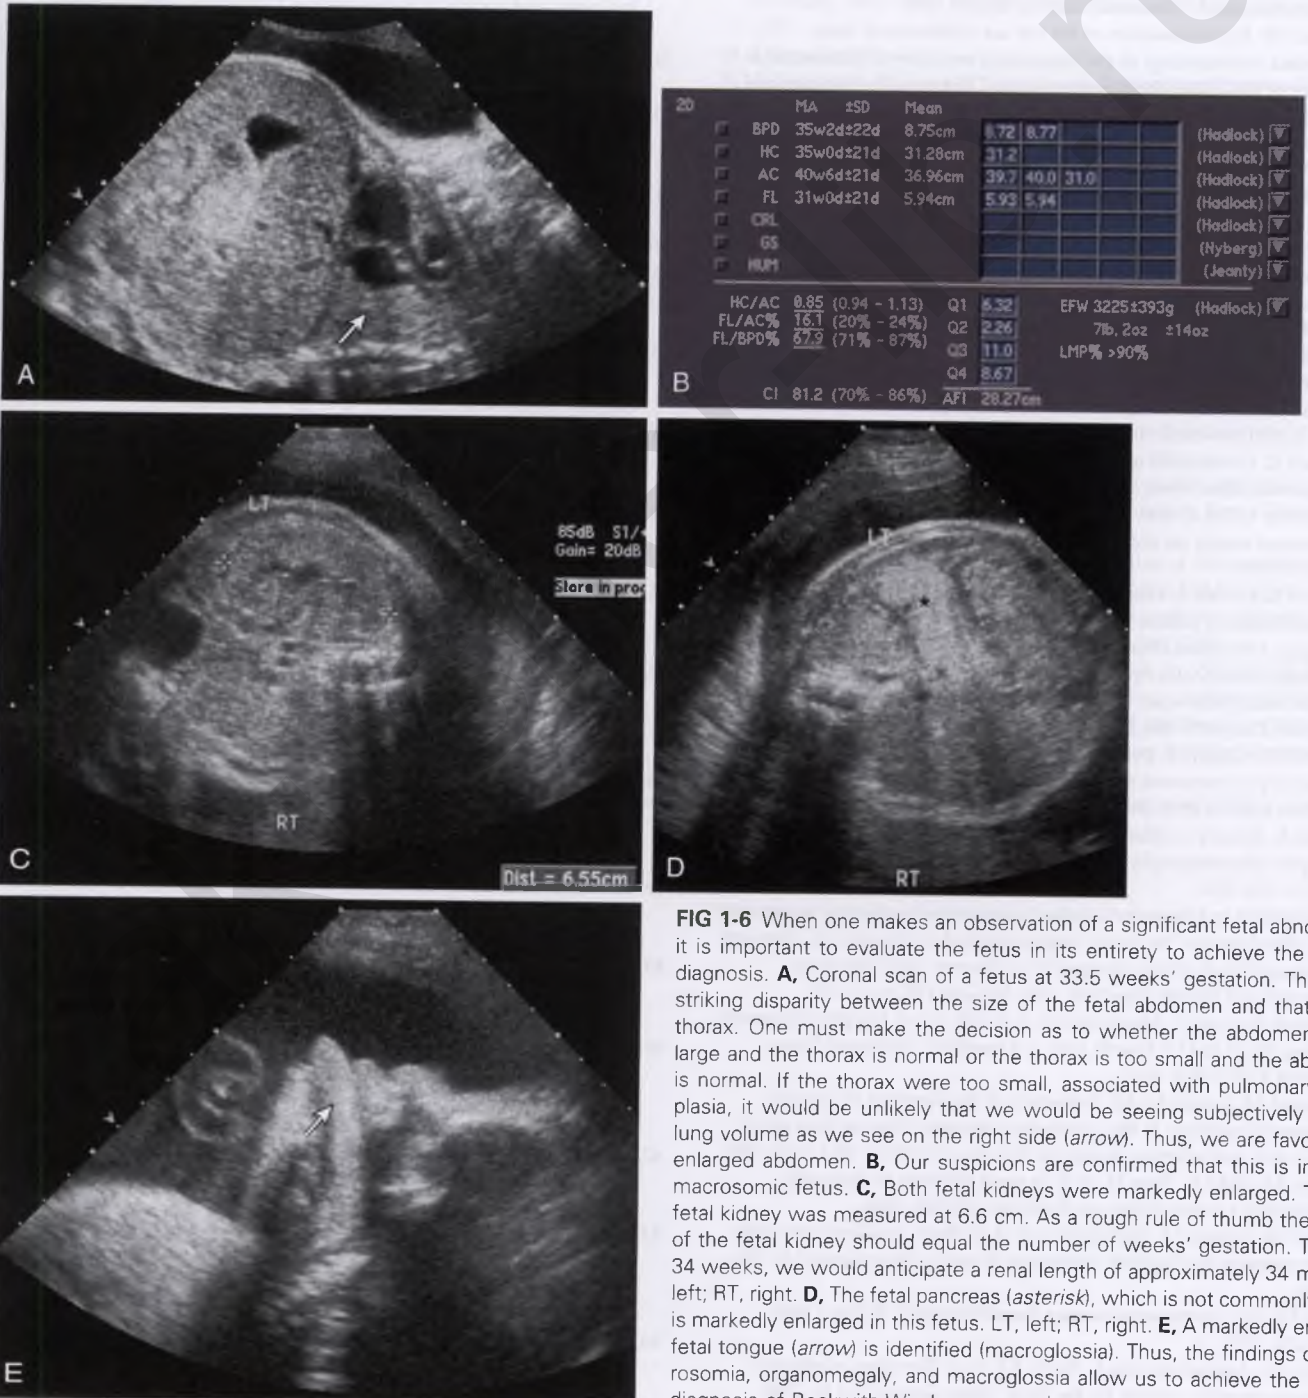 A
2D
MA ±SD Mean
BPD 35w2d±22d 8.75cm 8.72 8.77 (Hadlock)
HC 35w0d±21d 31.28cm 31.2 (Hadlock)
AC 40w6d±21d 36.96cm 39.7 40.0 31.0 (Hadlock)
FL 31w0d±21d 5.94cm 5.93 5.94 (Hadlock)
CRL (Hadlock)
GS (Nyberg)
HUM (Jeanty)
HC/AC 0.85 (0.94 - 1.13) Q1 6.32 EFW 3225±393g (Hadlock)
FL/AC% 16.1 (20% - 24%) Q2 2.26 7lb, 2oz ±14oz
FL/BPD% 67.9 (71% - 87%) Q3 11.0 LMP% >90%
Q4 8.67
CI 81.2 (70% - 86%) AFI 28.27cm
B
LT
85dB S1/
Gain= 20dB
Store in proc
RT
C
Dist = 6.55cm
LT
D
RT
E
FIG 1-6 When one makes an observation of a significant fetal abno
it is important to evaluate the fetus in its entirety to achieve the
diagnosis. A, Coronal scan of a fetus at 33.5 weeks' gestation. Th
striking disparity between the size of the fetal abdomen and that
thorax. One must make the decision as to whether the abdomen
large and the thorax is normal or the thorax is too small and the ab
is normal. If the thorax were too small, associated with pulmonary
plasia, it would be unlikely that we would be seeing subjectively
lung volume as we see on the right side (arrow). Thus, we are favo
enlarged abdomen. B, Our suspicions are confirmed that this is in
macrosomic fetus. C, Both fetal kidneys were markedly enlarged. T
fetal kidney was measured at 6.6 cm. As a rough rule of thumb the
of the fetal kidney should equal the number of weeks' gestation. T
34 weeks, we would anticipate a renal length of approximately 34 m
left; RT, right. D, The fetal pancreas (asterisk), which is not commonly
is markedly enlarged in this fetus. LT, left; RT, right. E, A markedly en
fetal tongue (arrow) is identified (macroglossia). Thus, the findings o
rosomia, organomegaly, and macroglossia allow us to achieve the